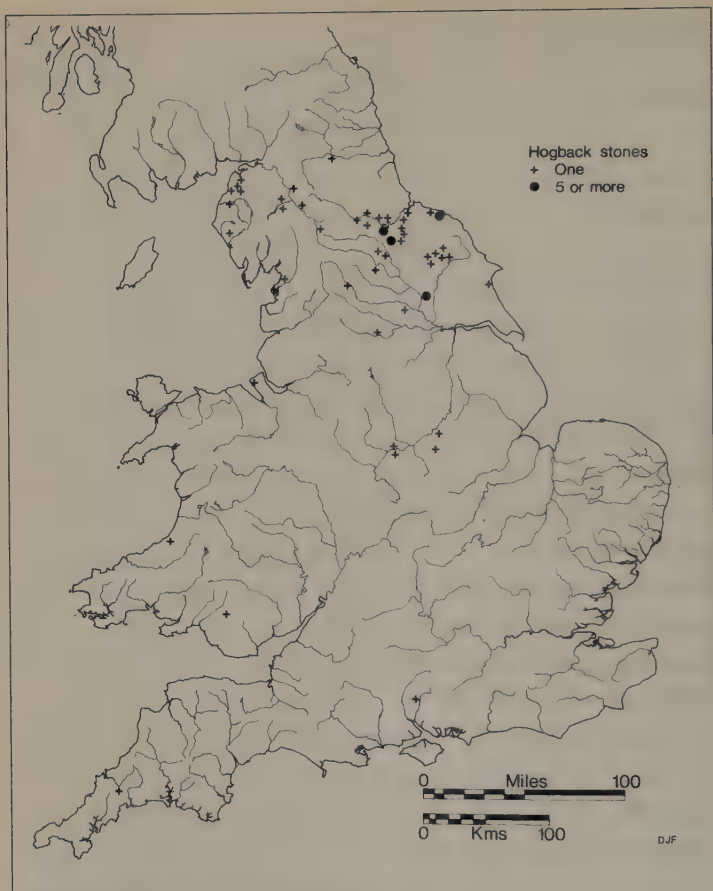 Hogback stones
+ One
● 5 or more
0 Miles 100
0 Kms 100
DJF